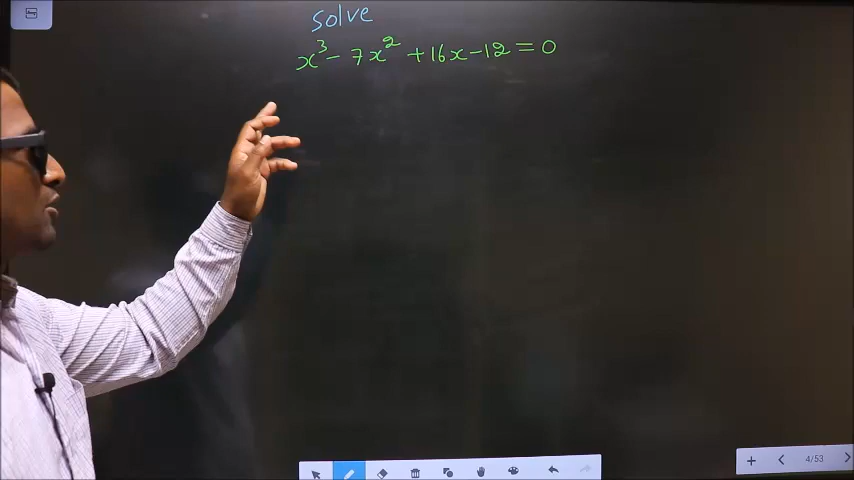 solve
x³ - 7x² + 16x - 12 = 0
4/53